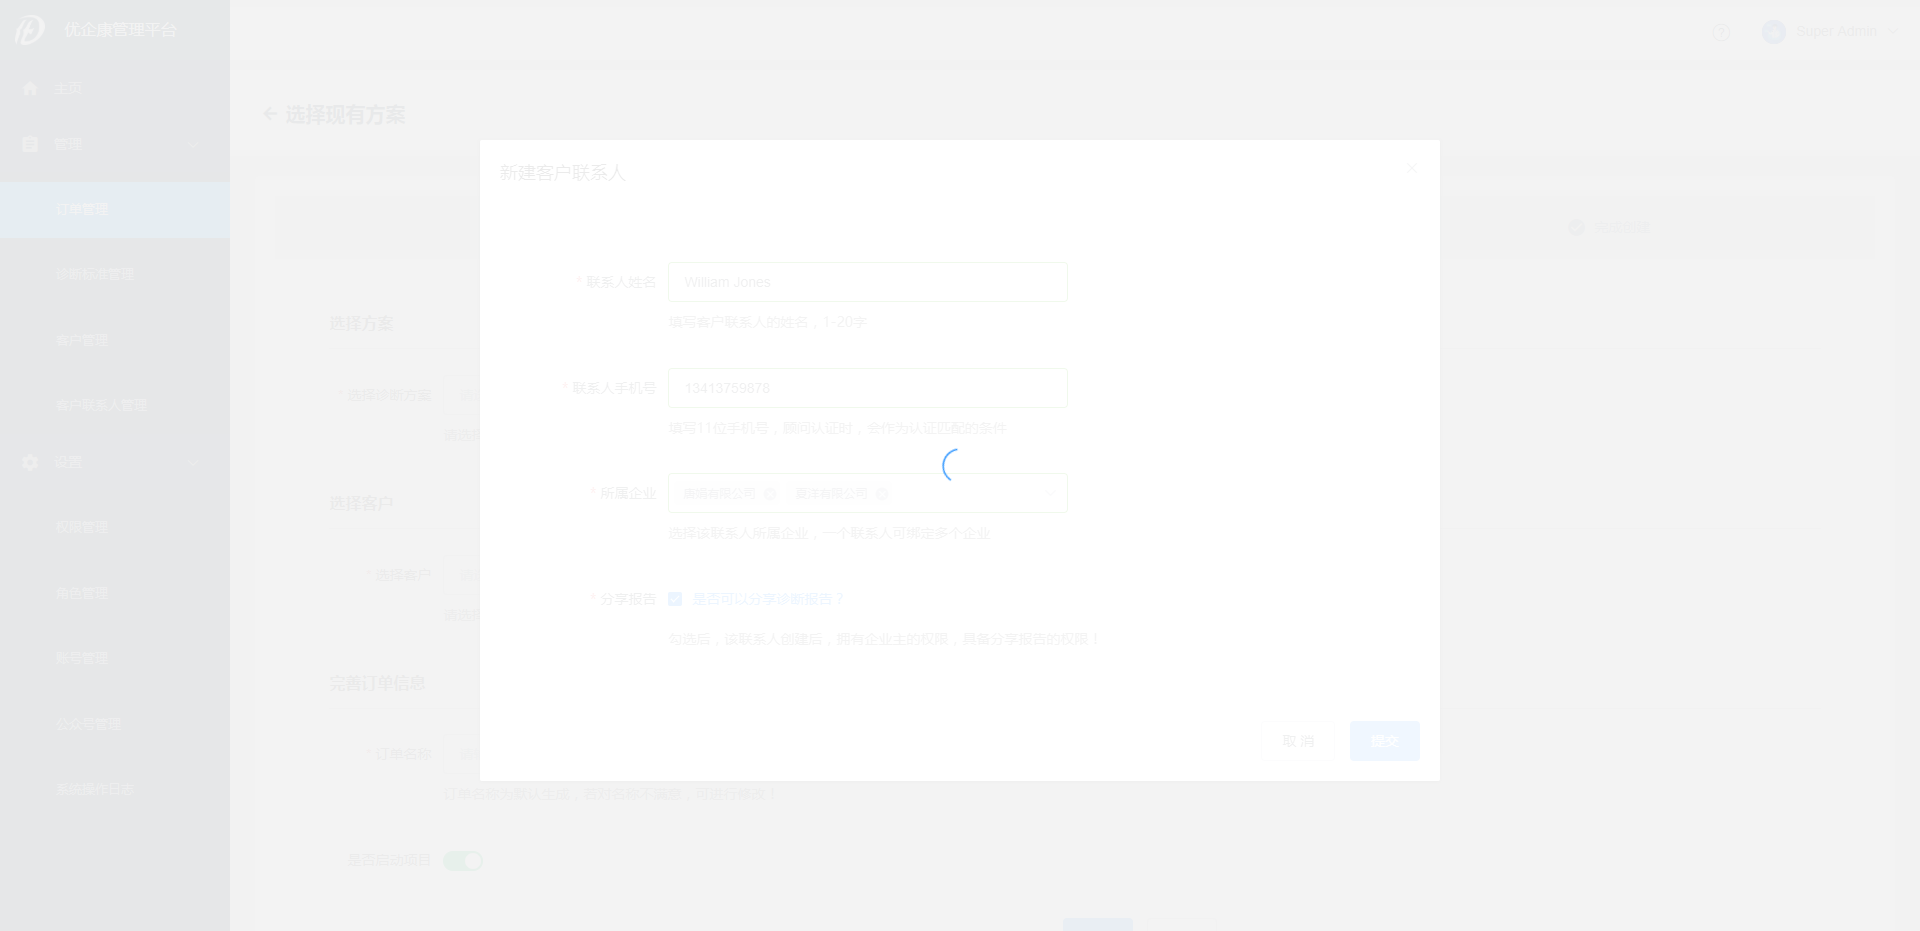 优企康管理平台
Super Admin
主页
管理
订单管理
诊断标准管理
客户管理
客户联系人管理
设置
权限管理
角色管理
账号管理
公众号管理
系统操作日志
选择现有方案
选择方案
* 选择诊断方案
请选择
选择客户
* 选择客户
请选择
完善订单信息
* 订单名称
订单名称为默认生成，若对名称不满意，可进行修改！
是否启动项目
新建客户联系人
* 联系人姓名
William Jones
填写客户联系人的姓名，1-20字
* 联系人手机号
13413759878
填写11位手机号，顾问认证时，会作为认证匹配的条件
* 所属企业
有限公司
有限公司
选择该联系人所属企业，一个联系人可绑定多个企业
* 分享报告
是否可以分享诊断报告？
勾选后，该联系人创建后，拥有企业主的权限，具备分享报告的权限！
取 消
提交